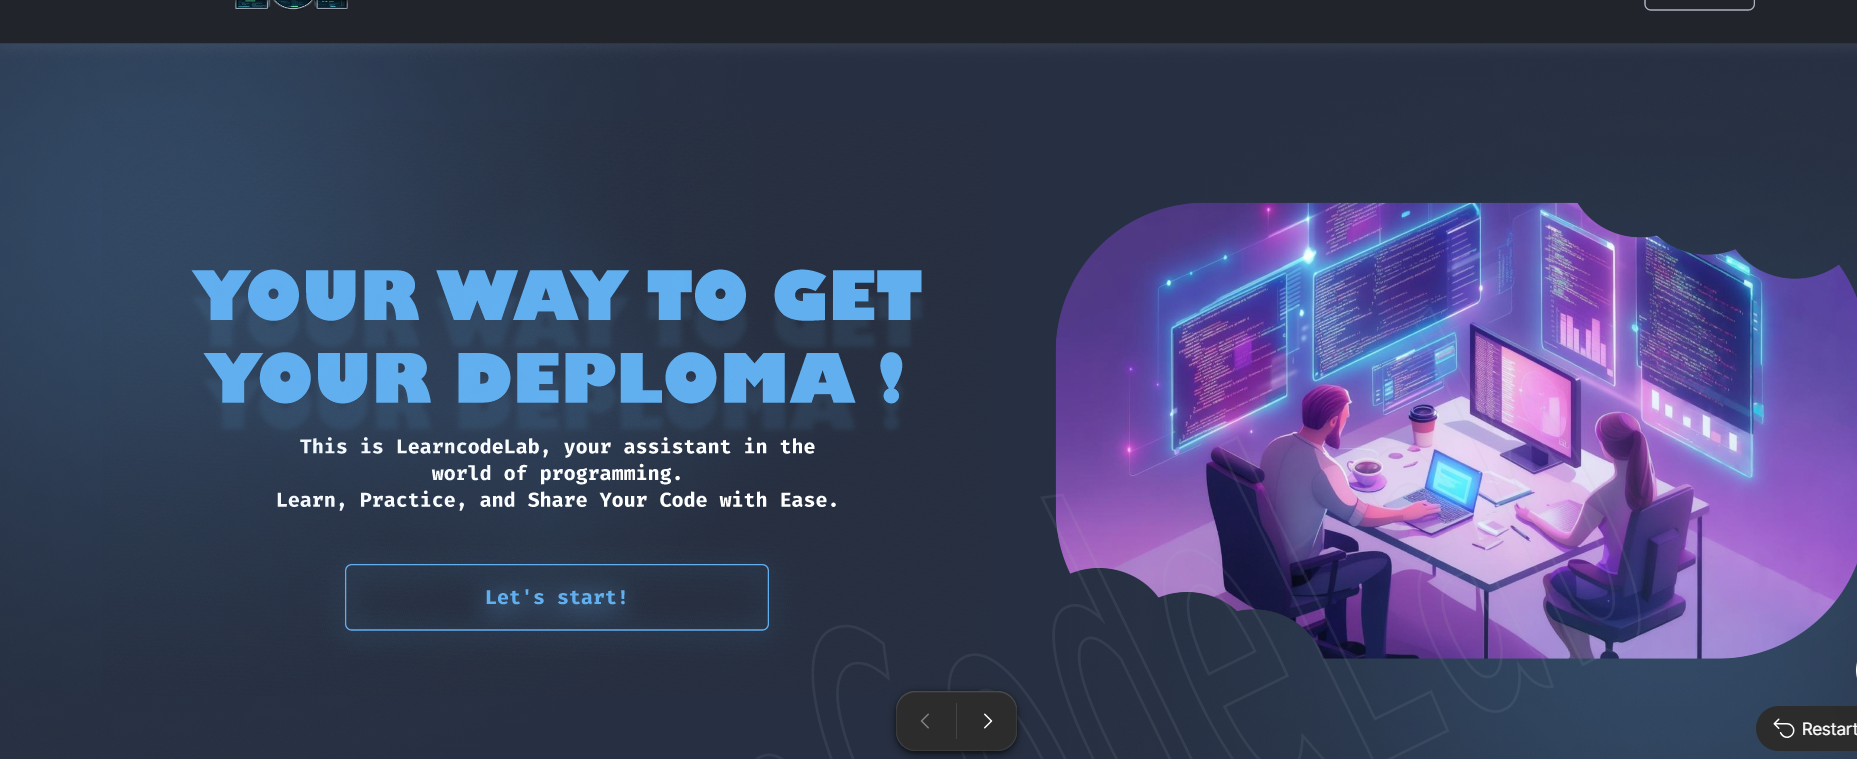 YOUR WAY TO GET
YOUR DEPLOMA !
This is LearncodeLab, your assistant in the
world of programming.
Learn, Practice, and Share Your Code with Ease.
Let's start!
Restart